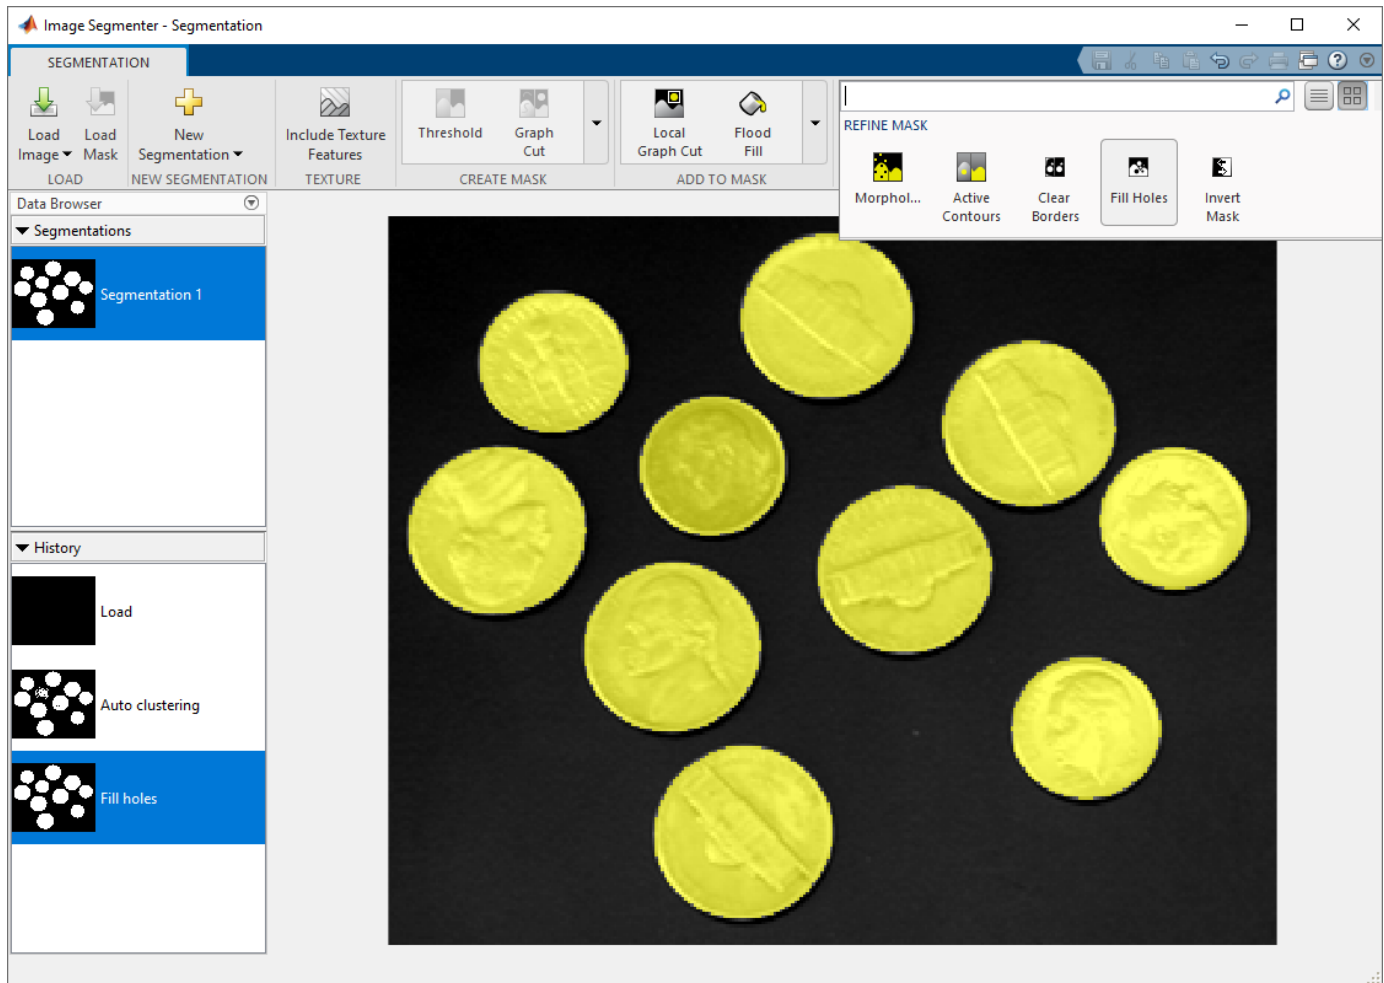 Image Segmenter - Segmentation
SEGMENTATION
Load
Image
Load
Mask
New
Segmentation
Include Texture
Features
Threshold
Graph
Cut
Local
Graph Cut
Flood
Fill
LOAD
NEW SEGMENTATION
TEXTURE
CREATE MASK
ADD TO MASK
REFINE MASK
Morphol...
Active
Contours
Clear
Borders
Fill Holes
Invert
Mask
Data Browser
Segmentations
Segmentation 1
History
Load
Auto clustering
Fill holes